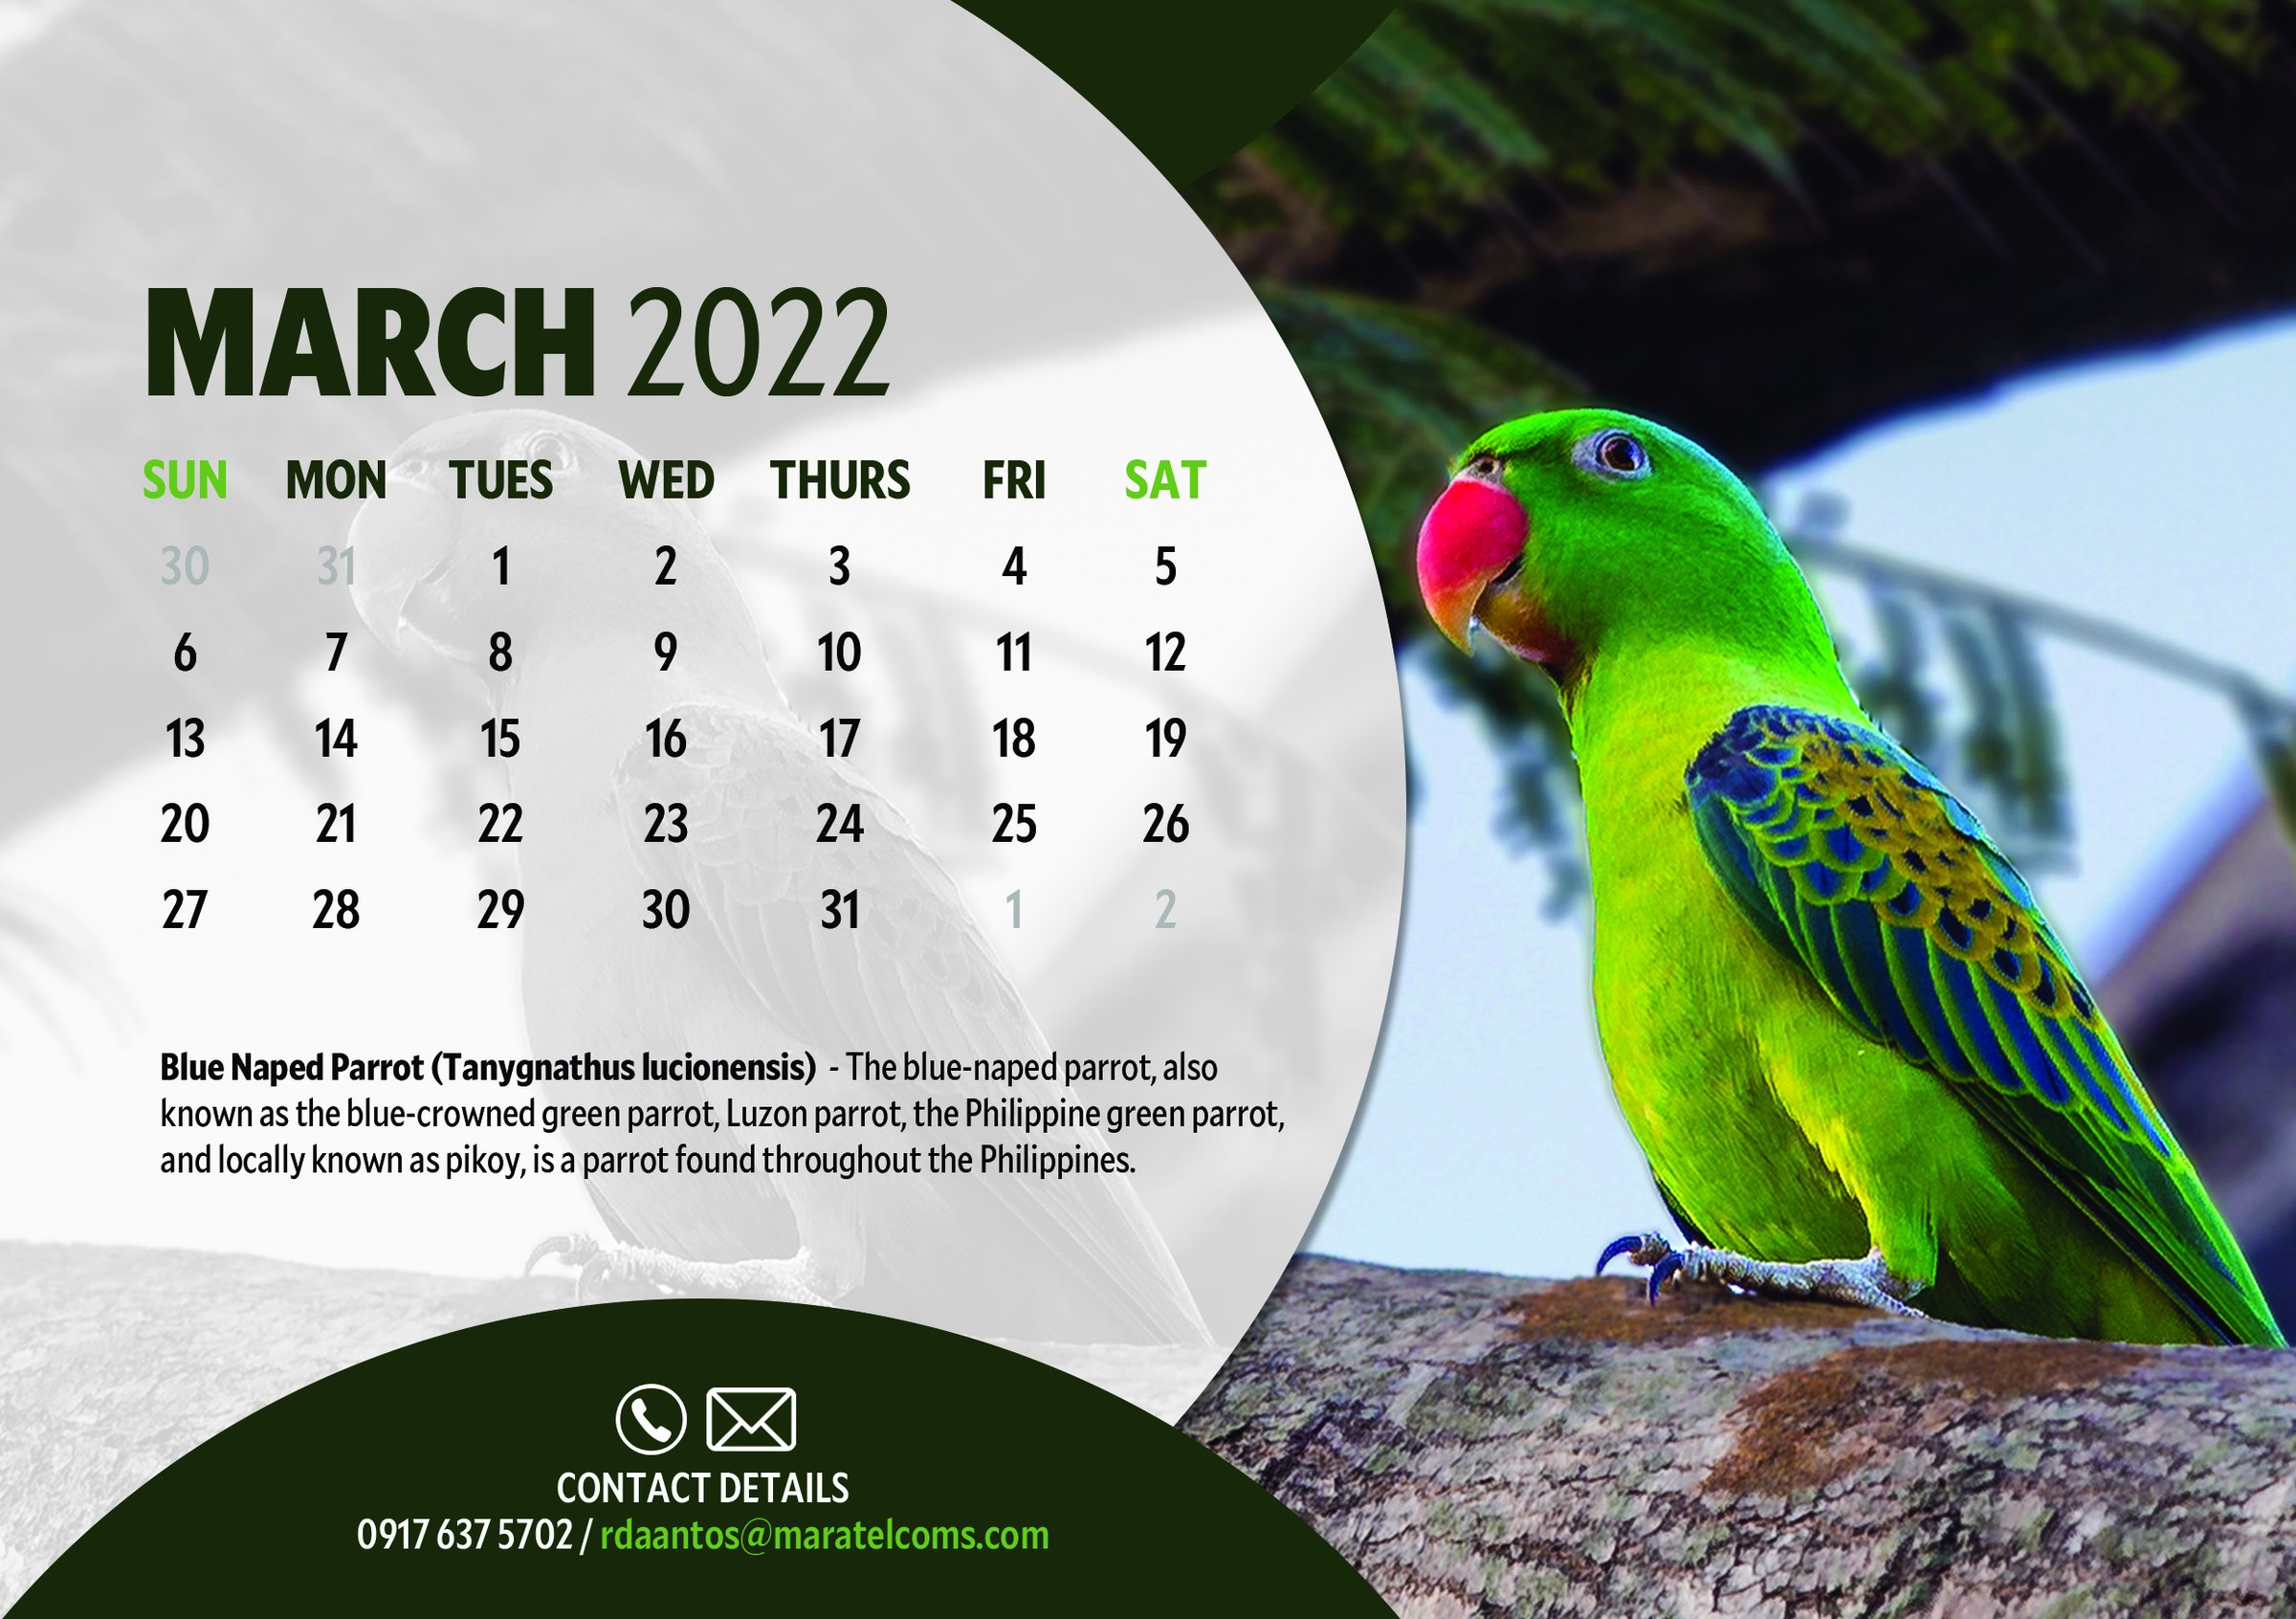 MARCH 2022
SUN MON TUES WED THURS FRI SAT
30 31 1 2 3 4 5
6 7 8 9 10 11 12
13 14 15 16 17 18 19
20 21 22 23 24 25 26
27 28 29 30 31 1 2
Blue Naped Parrot (Tanygnathus lucionensis) - The blue-naped parrot, also
known as the blue-crowned green parrot, Luzon parrot, the Philippine green parrot,
and locally known as pikoy, is a parrot found throughout the Philippines.
CONTACT DETAILS
0917 637 5702 / rdaantos@maratelcoms.com